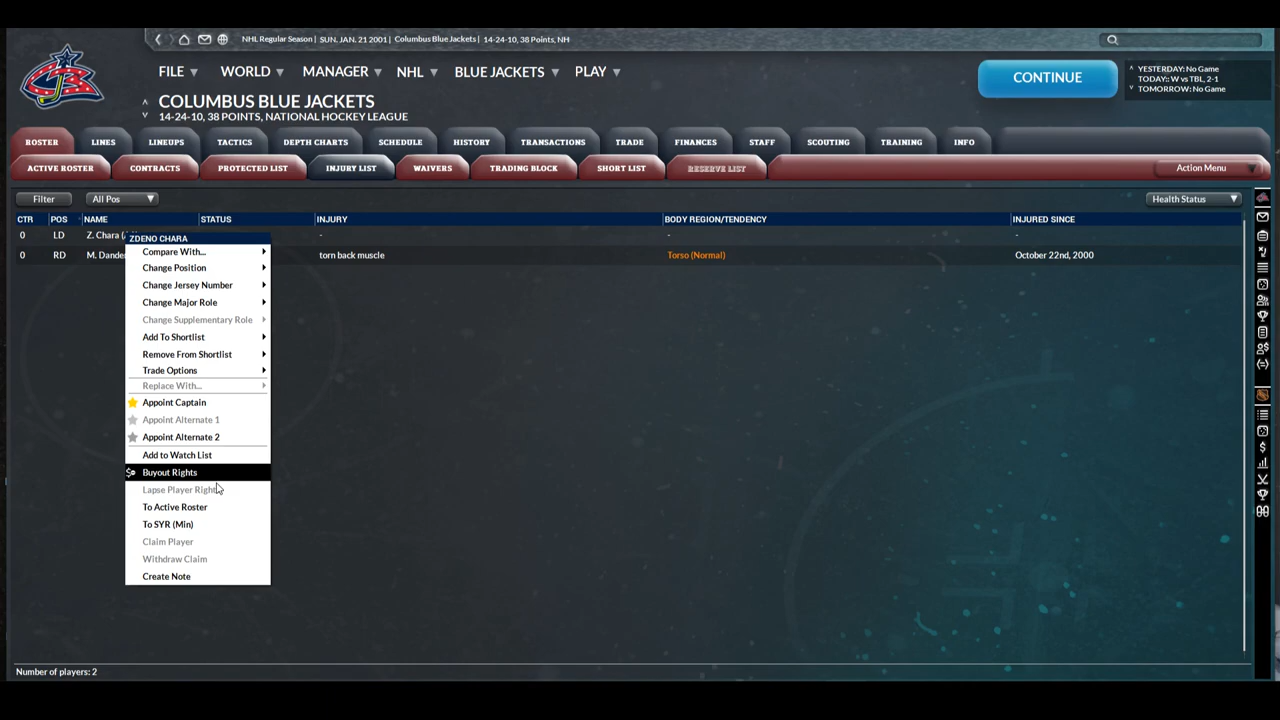 NHL Regular Season | SUN. JAN. 21 2001 | Columbus Blue Jackets | 14-24-10, 38 Points, NH
FILE WORLD MANAGER NHL BLUE JACKETS PLAY
CONTINUE
YESTERDAY: No Game
TODAY:: W vs TBL, 2-1
TOMORROW: No Game
COLUMBUS BLUE JACKETS
14-24-10, 38 POINTS, NATIONAL HOCKEY LEAGUE
ROSTER LINES LINEUPS TACTICS DEPTH CHARTS SCHEDULE HISTORY TRANSACTIONS TRADE FINANCES STAFF SCOUTING TRAINING INFO
ACTIVE ROSTER CONTRACTS PROTECTED LIST INJURY LIST WAIVERS TRADING BLOCK SHORT LIST RESERVE LIST Action Menu
Filter All Pos Health Status
CTR POS NAME STATUS INJURY BODY REGION/TENDENCY INJURED SINCE
0 LD Z. Chara - - -
0 RD M. Dande torn back muscle Torso (Normal) October 22nd, 2000
ZDENO CHARA
Compare With...
Change Position
Change Jersey Number
Change Major Role
Change Supplementary Role
Add To Shortlist
Remove From Shortlist
Trade Options
Replace With...
Appoint Captain
Appoint Alternate 1
Appoint Alternate 2
Add to Watch List
Buyout Rights
Lapse Player Right
To Active Roster
To SYR (Min)
Claim Player
Withdraw Claim
Create Note
Number of players: 2